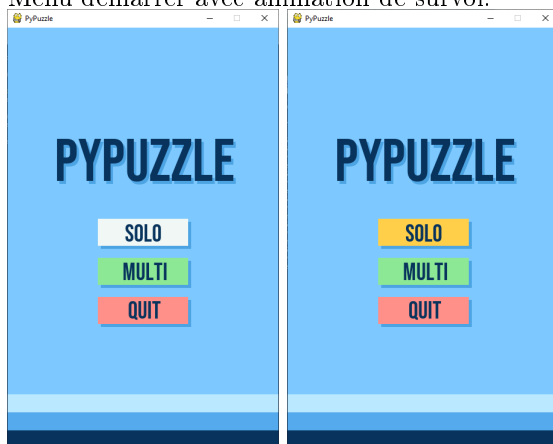 Menu démarrer avec animation de survol.
PyPuzzle
PYPUZZLE
SOLO
MULTI
QUIT
PyPuzzle
PYPUZZLE
SOLO
MULTI
QUIT